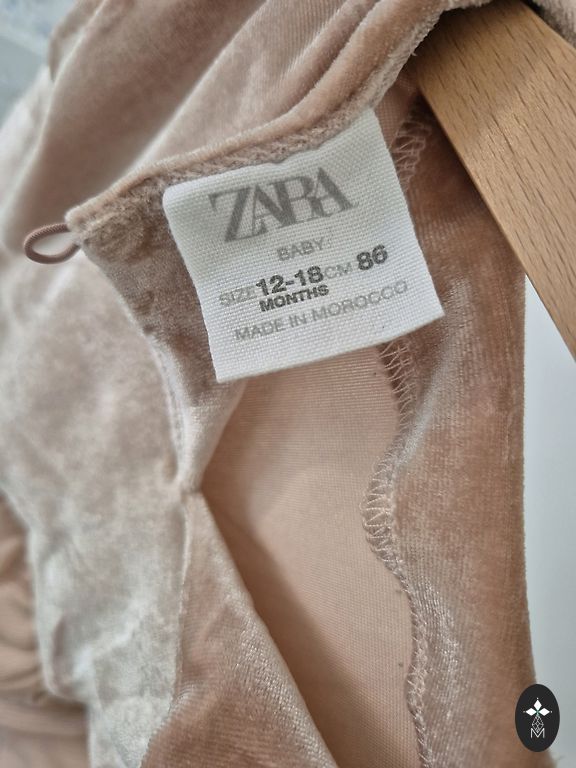 ZARA
BABY
SIZE 12-18 CM 86
MONTHS
MADE IN MOROCCO
M